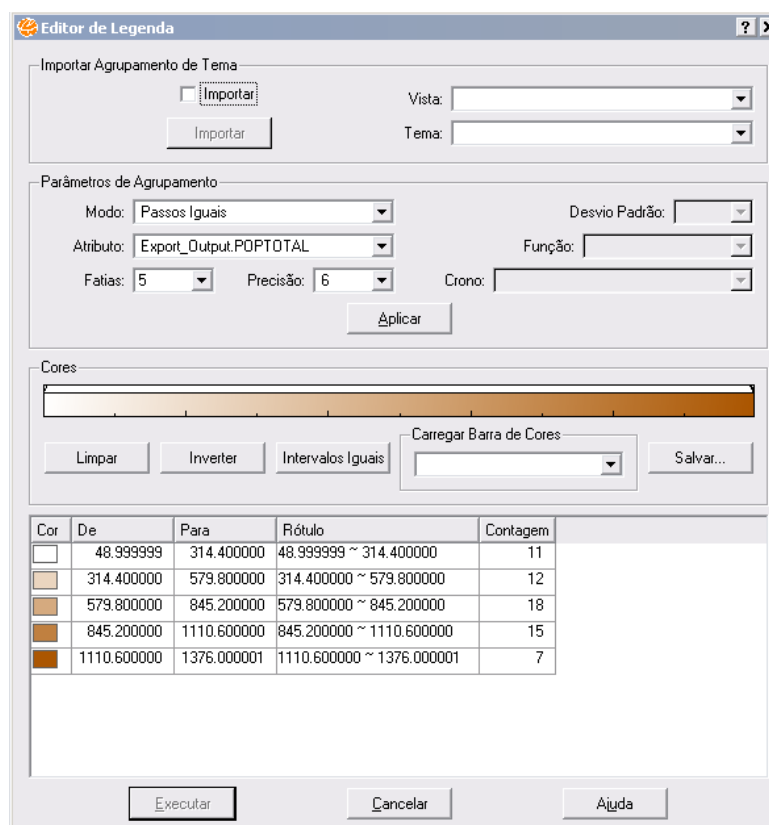 Editor de Legenda
Importar Agrupamento de Tema
Importar
Vista:
Importar
Tema:
Parâmetros de Agrupamento
Modo: Passos Iguais
Desvio Padrão:
Atributo: Export_Output.POPTOTAL
Função:
Fatias: 5
Precisão: 6
Crono:
Aplicar
Cores
Limpar
Inverter
Intervalos Iguais
Carregar Barra de Cores
Salvar...
Cor De Para Rótulo Contagem
48.999999 314.400000 48.999999 ~ 314.400000 11
314.400000 579.800000 314.400000 ~ 579.800000 12
579.800000 845.200000 579.800000 ~ 845.200000 18
845.200000 1110.600000 845.200000 ~ 1110.600000 15
1110.600000 1376.000001 1110.600000 ~ 1376.000001 7
Executar
Cancelar
Ajuda